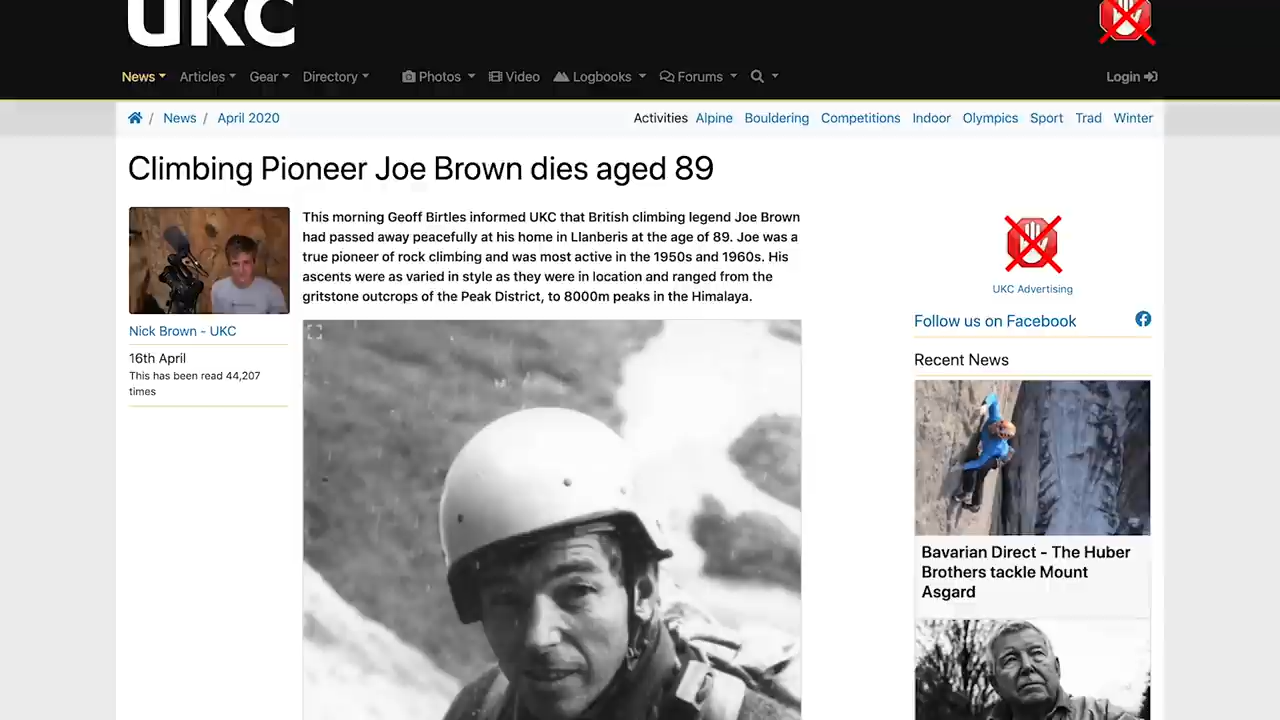 UKC
News Articles Gear Directory Photos Video Logbooks Forums Login
/ News / April 2020
Activities Alpine Bouldering Competitions Indoor Olympics Sport Trad Winter
Climbing Pioneer Joe Brown dies aged 89
Nick Brown - UKC
16th April
This has been read 44,207
times
This morning Geoff Birtles informed UKC that British climbing legend Joe Brown
had passed away peacefully at his home in Llanberis at the age of 89. Joe was a
true pioneer of rock climbing and was most active in the 1950s and 1960s. His
ascents were as varied in style as they were in location and ranged from the
gritstone outcrops of the Peak District, to 8000m peaks in the Himalaya.
UKC Advertising
Follow us on Facebook
Recent News
Bavarian Direct - The Huber
Brothers tackle Mount
Asgard